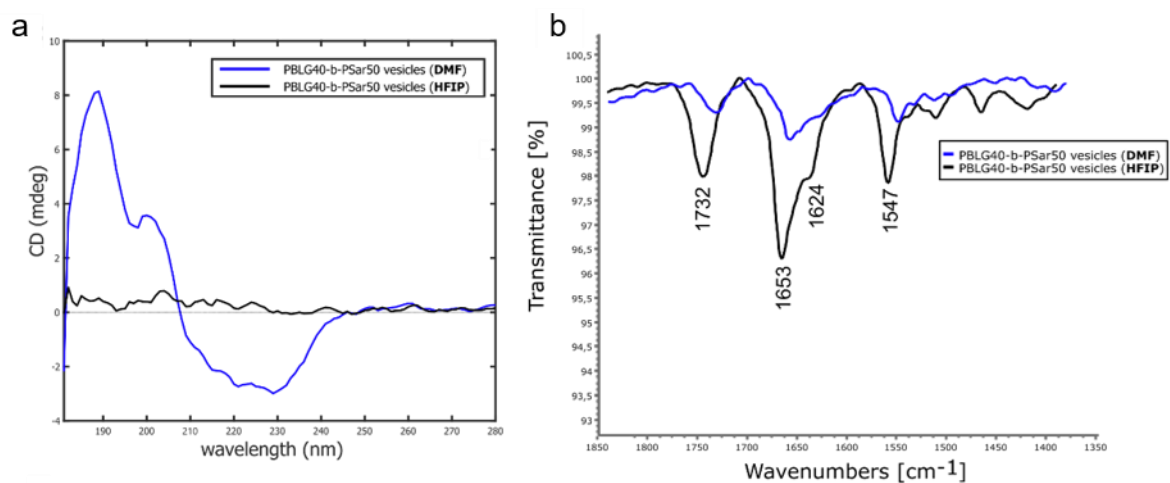 a
10
8
6
4
2
0
-2
-4
CD (mdeg)
PBLG40-b-PSar50 vesicles (DMF)
PBLG40-b-PSar50 vesicles (HFIP)
190 200 210 220 230 240 250 260 270 280
wavelength (nm)
b
100,5
100
99,5
99
98,5
98
97,5
97
96,5
96
95,5
95
94,5
94
93,5
93
Transmittance [%]
PBLG40-b-PSar50 vesicles (DMF)
PBLG40-b-PSar50 vesicles (HFIP)
1732
1653
1624
1547
1850 1800 1750 1700 1650 1600 1550 1500 1450 1400 1350
Wavenumbers [cm-1]